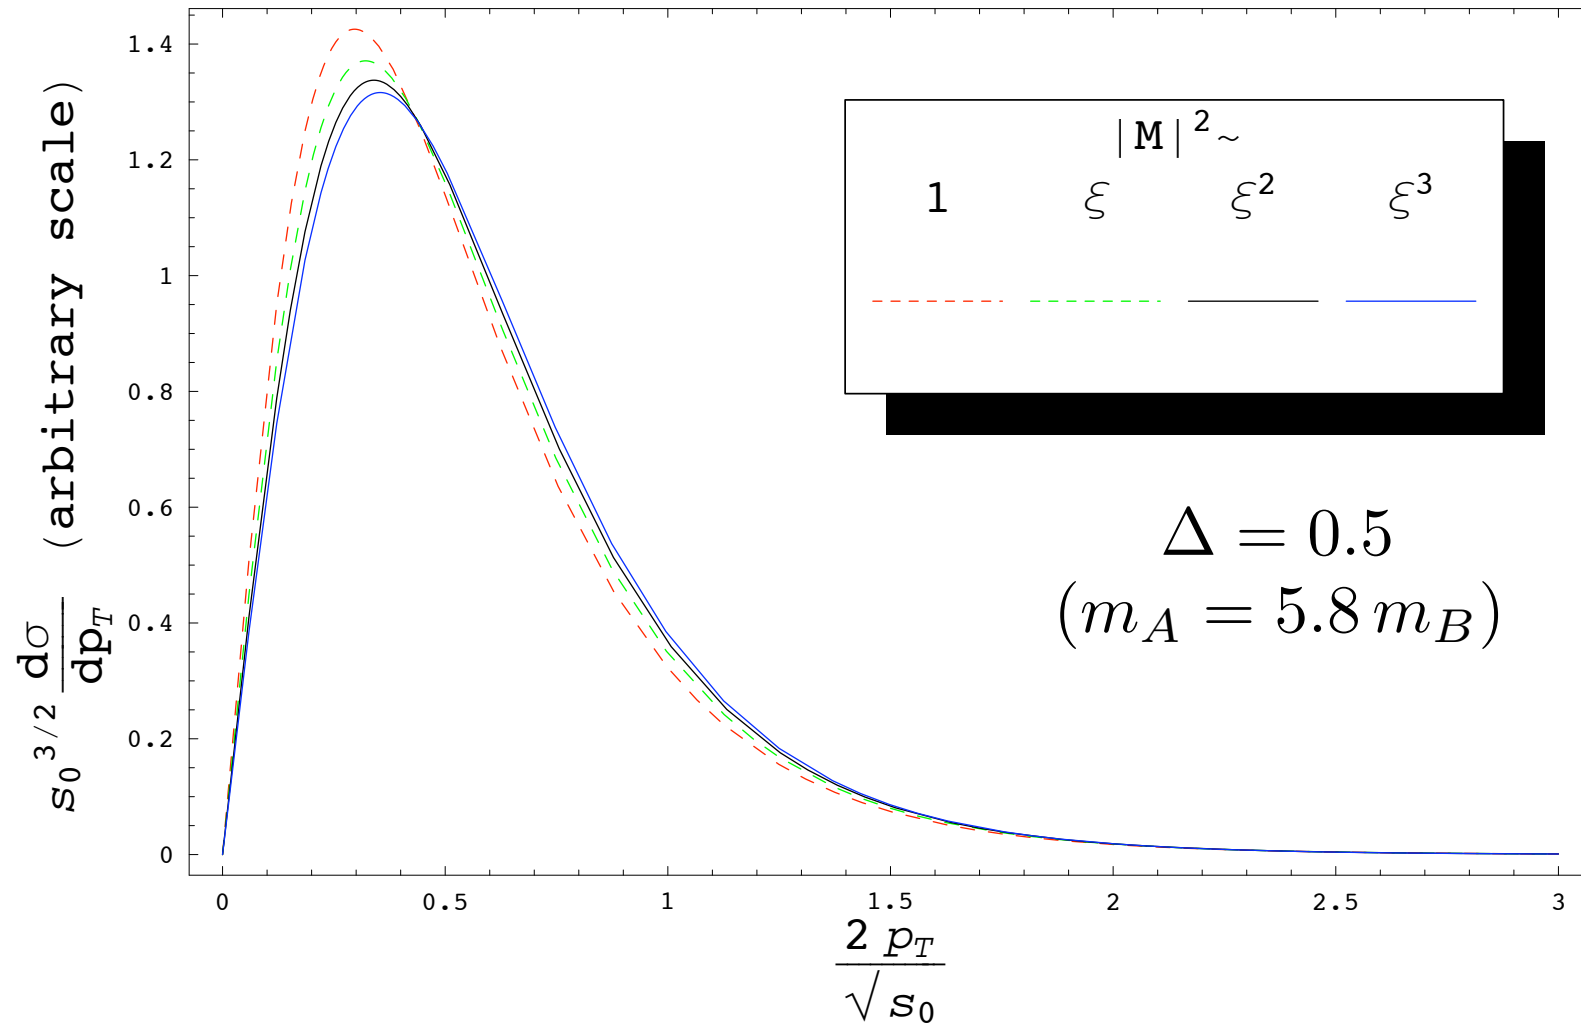 1.4
1.2
1
0.8
0.6
0.4
0.2
0
s₀^{3/2} dσ/dp_T (arbitrary scale)
|M|² ~
1 ξ ξ² ξ³
Δ = 0.5
(m_A = 5.8 m_B)
0 0.5 1 1.5 2 2.5 3
2 p_T
√s₀